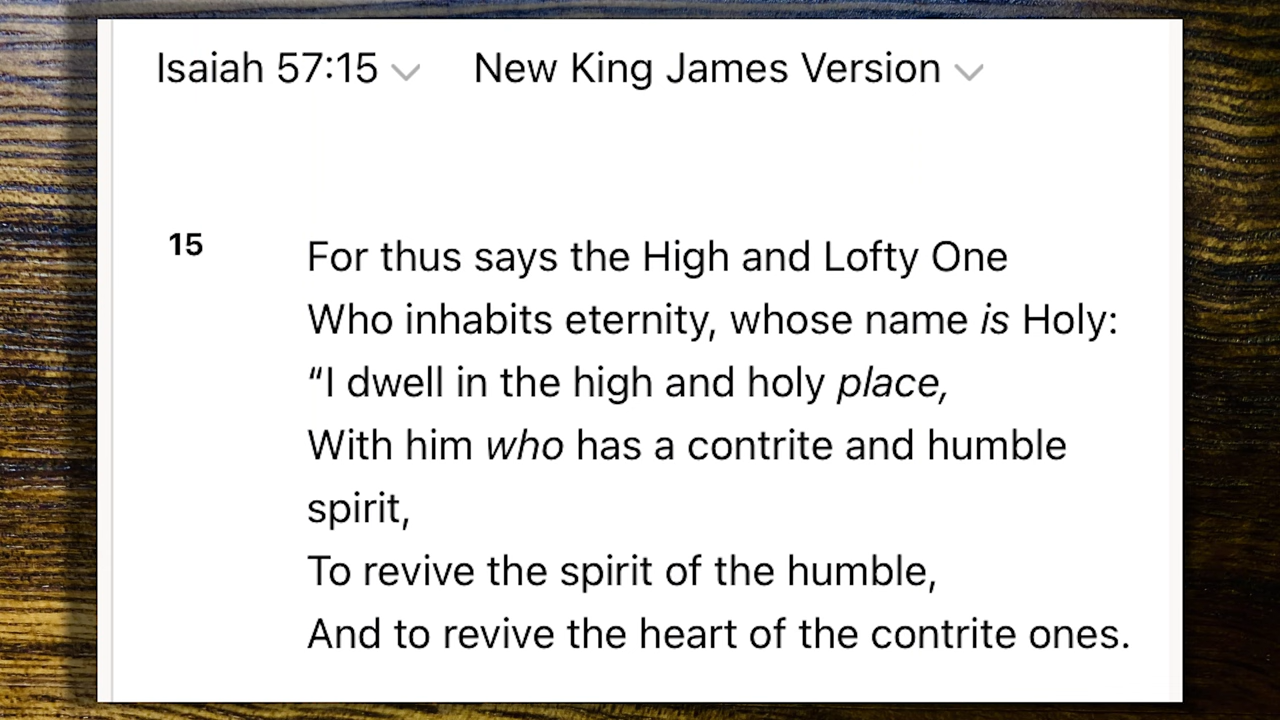 Isaiah 57:15 New King James Version
15 For thus says the High and Lofty One
Who inhabits eternity, whose name is Holy:
“I dwell in the high and holy place,
With him who has a contrite and humble
spirit,
To revive the spirit of the humble,
And to revive the heart of the contrite ones.